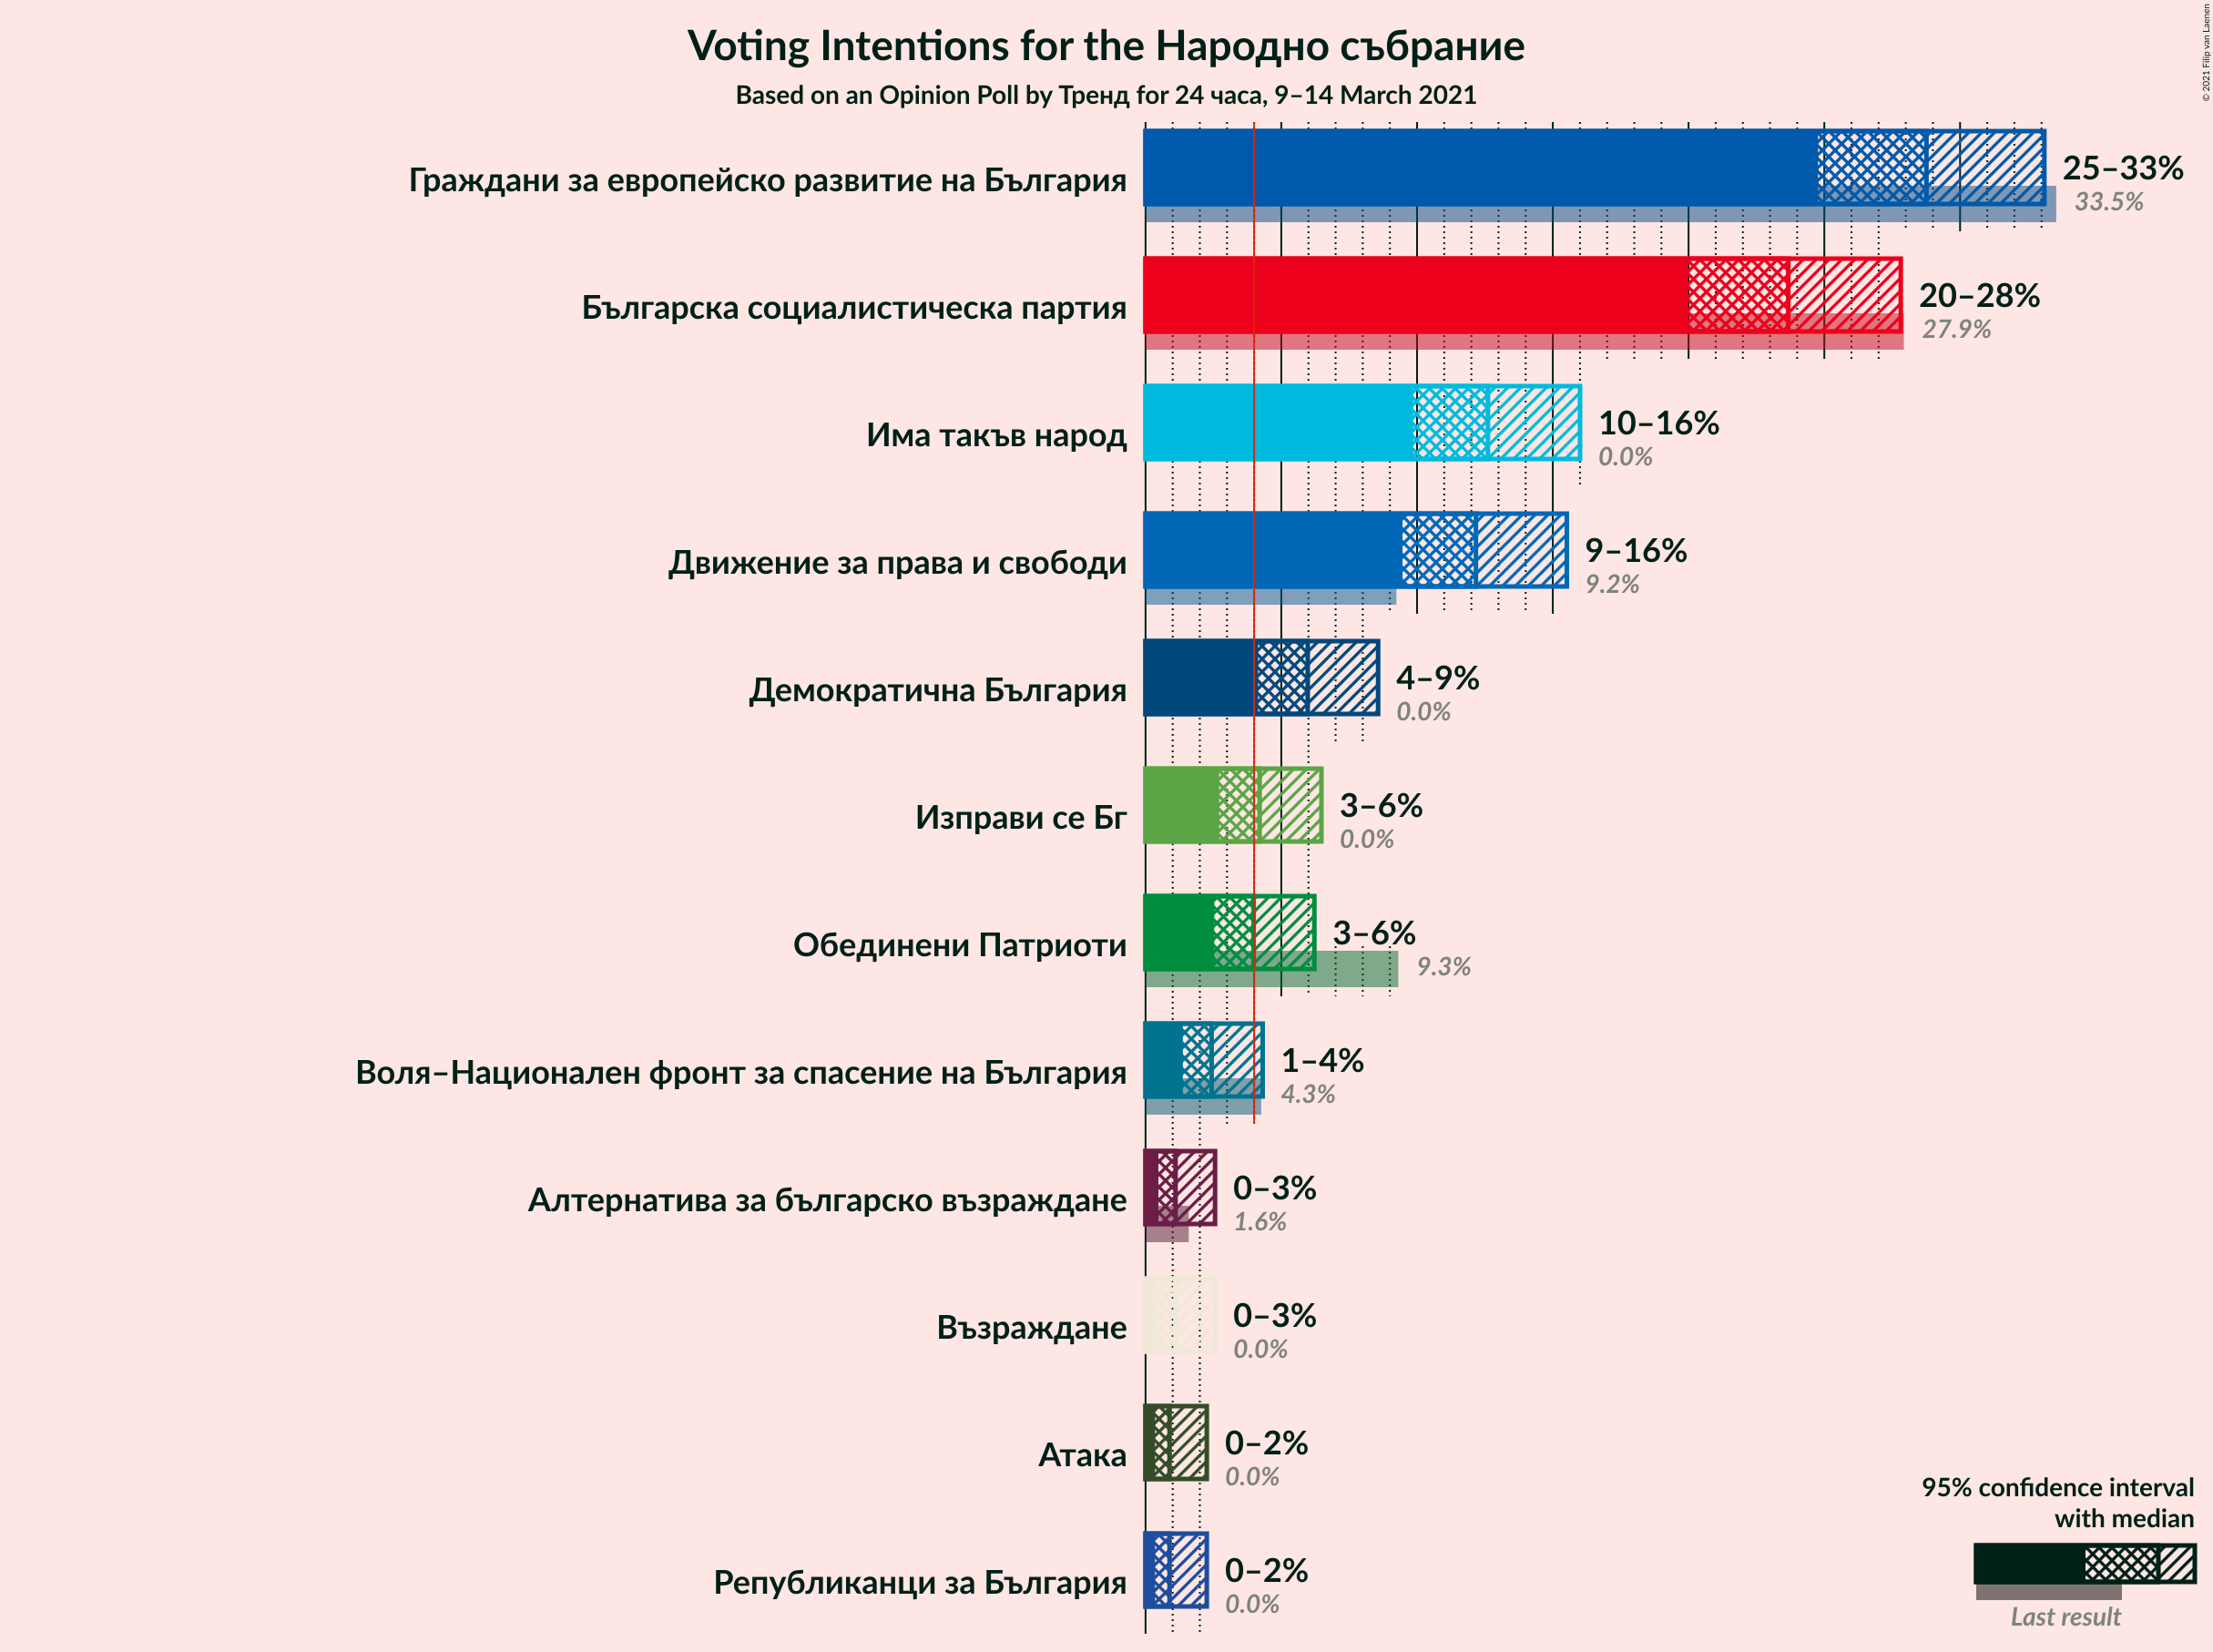 Voting Intentions for the Народно събрание
Based on an Opinion Poll by Тренд for 24 часа, 9–14 March 2021
© 2021 Filip van Laenen
Граждани за европейско развитие на България
25–33%
33.5%
Българска социалистическа партия
20–28%
27.9%
Има такъв народ
10–16%
0.0%
Движение за права и свободи
9–16%
9.2%
Демократична България
4–9%
0.0%
Изправи се Бг
3–6%
0.0%
Обединени Патриоти
3–6%
9.3%
Воля–Национален фронт за спасение на България
1–4%
4.3%
Алтернатива за българско възраждане
0–3%
1.6%
Възраждане
0–3%
0.0%
Атака
0–2%
0.0%
Републиканци за България
0–2%
0.0%
95% confidence interval
with median
Last result